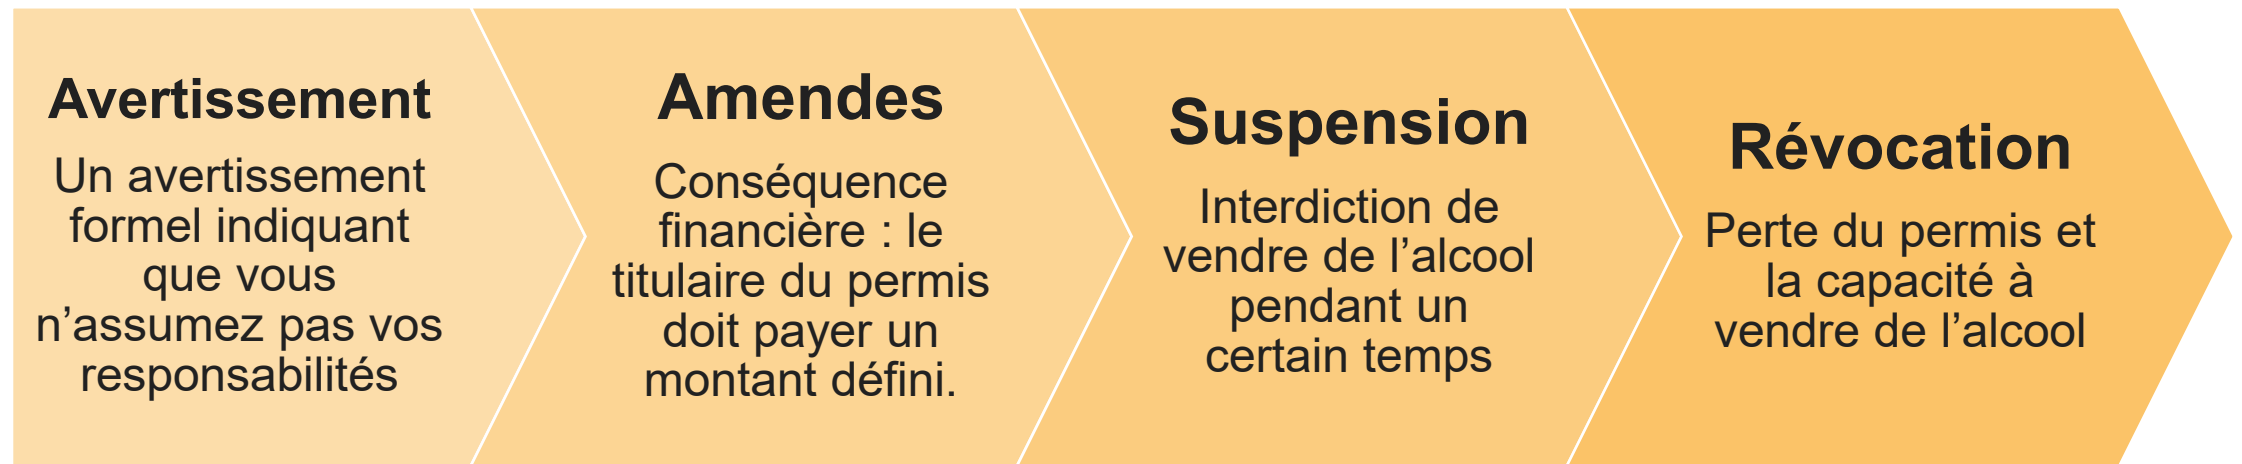 Avertissement
Un avertissement
formel indiquant
que vous
n’assumez pas vos
responsabilités
Amendes
Conséquence
financière : le
titulaire du permis
doit payer un
montant défini.
Suspension
Interdiction de
vendre de l’alcool
pendant un
certain temps
Révocation
Perte du permis et
la capacité à
vendre de l’alcool